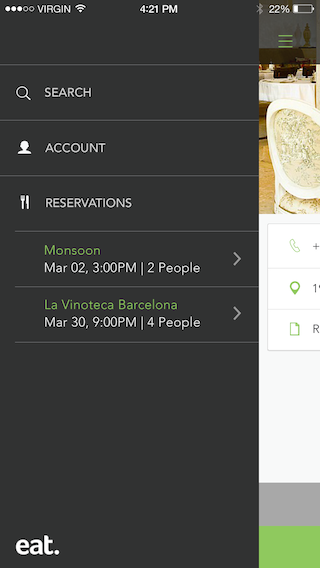 VIRGIN 4:21 PM 22%
SEARCH
ACCOUNT
RESERVATIONS
Monsoon
Mar 02, 3:00PM | 2 People
La Vinoteca Barcelona
Mar 30, 9:00PM | 4 People
+
19
R
eat.